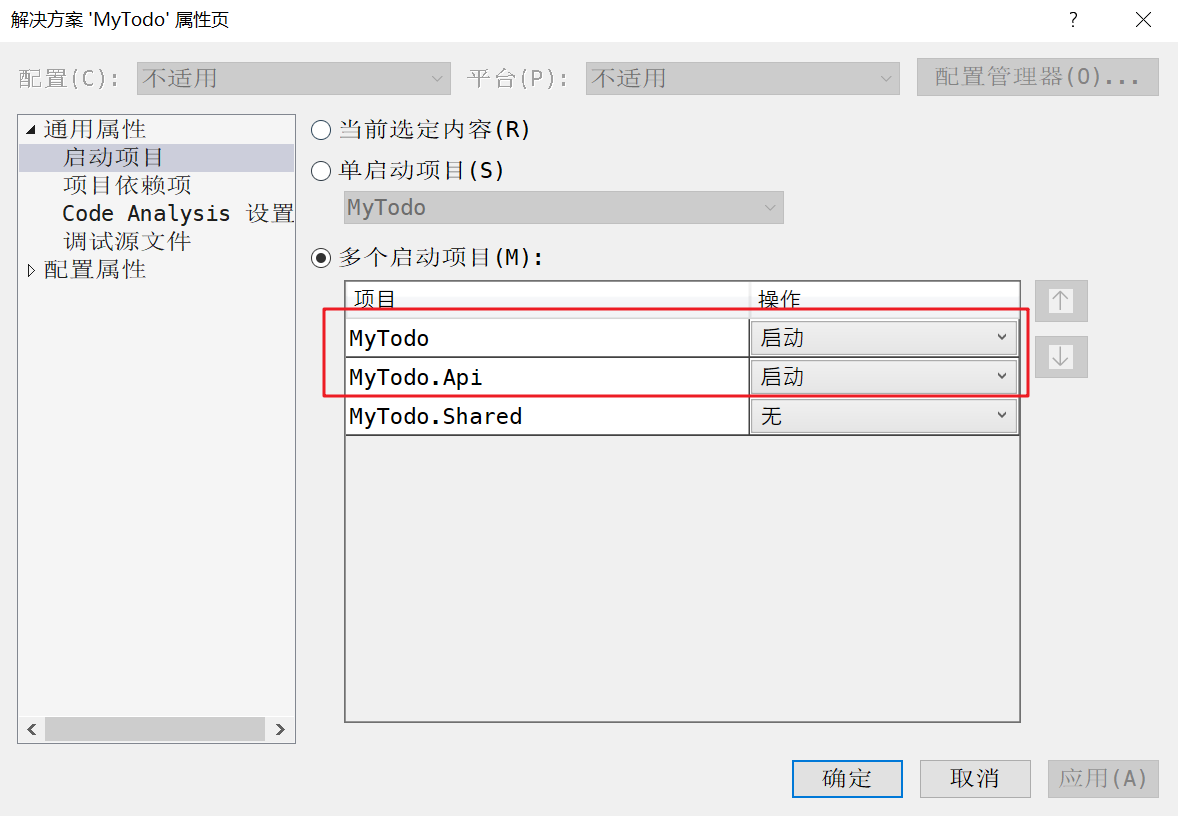 解决方案 'MyTodo' 属性页
?
配置(C): 不适用 平台(P): 不适用 配置管理器(O)...
通用属性
启动项目
项目依赖项
Code Analysis 设置
调试源文件
配置属性
当前选定内容(R)
单启动项目(S)
MyTodo
多个启动项目(M):
项目 操作
MyTodo 启动
MyTodo.Api 启动
MyTodo.Shared 无
确定 取消 应用(A)